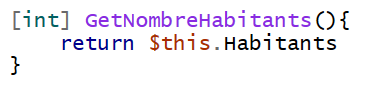 [int] GetNombreHabitants(){
    return $this.Habitants
}